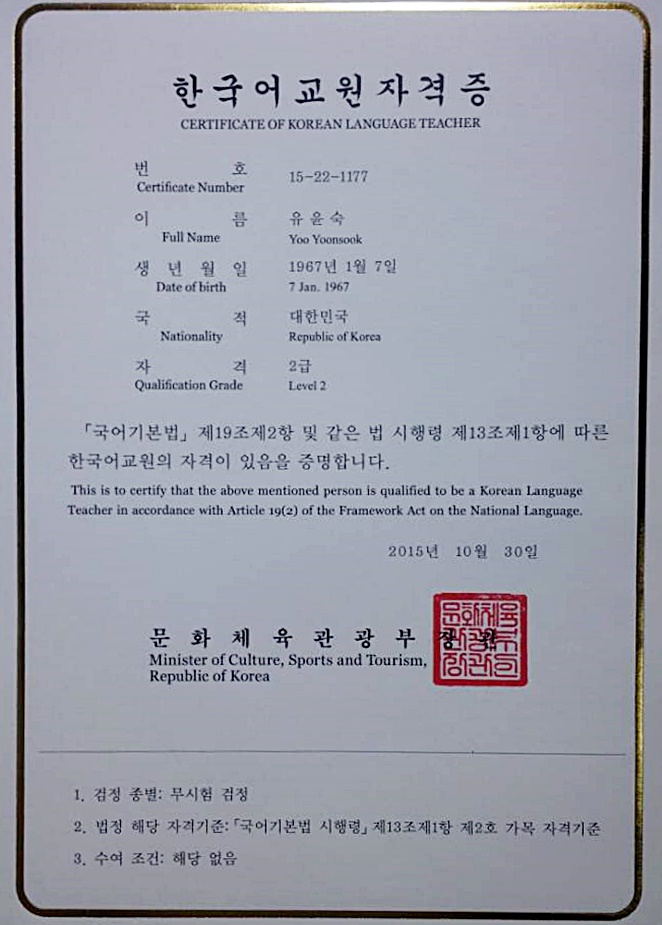 한국어교원자격증
CERTIFICATE OF KOREAN LANGUAGE TEACHER
번 호 15-22-1177
Certificate Number
이 름 유윤숙
Full Name Yoo Yoonsook
생 년 월 일 1967년 1월 7일
Date of birth 7 Jan. 1967
국 적 대한민국
Nationality Republic of Korea
자 격 2급
Qualification Grade Level 2
「국어기본법」 제19조제2항 및 같은 법 시행령 제13조제1항에 따른
한국어교원의 자격이 있음을 증명합니다.
This is to certify that the above mentioned person is qualified to be a Korean Language
Teacher in accordance with Article 19(2) of the Framework Act on the National Language.
2015년 10월 30일
문 화 체 육 관 광 부 장 관
Minister of Culture, Sports and Tourism,
Republic of Korea
1. 검정 종별: 무시험 검정
2. 법정 해당 자격기준:「국어기본법 시행령」제13조제1항 제2호 가목 자격기준
3. 수여 조건: 해당 없음